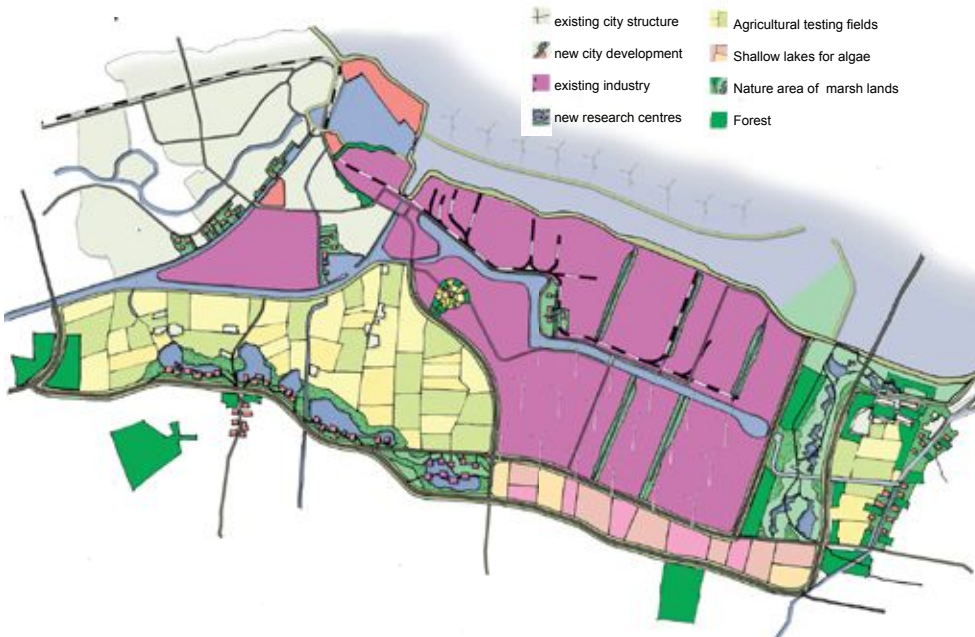 existing city structure
new city development
existing industry
new research centres
Agricultural testing fields
Shallow lakes for algae
Nature area of marsh lands
Forest